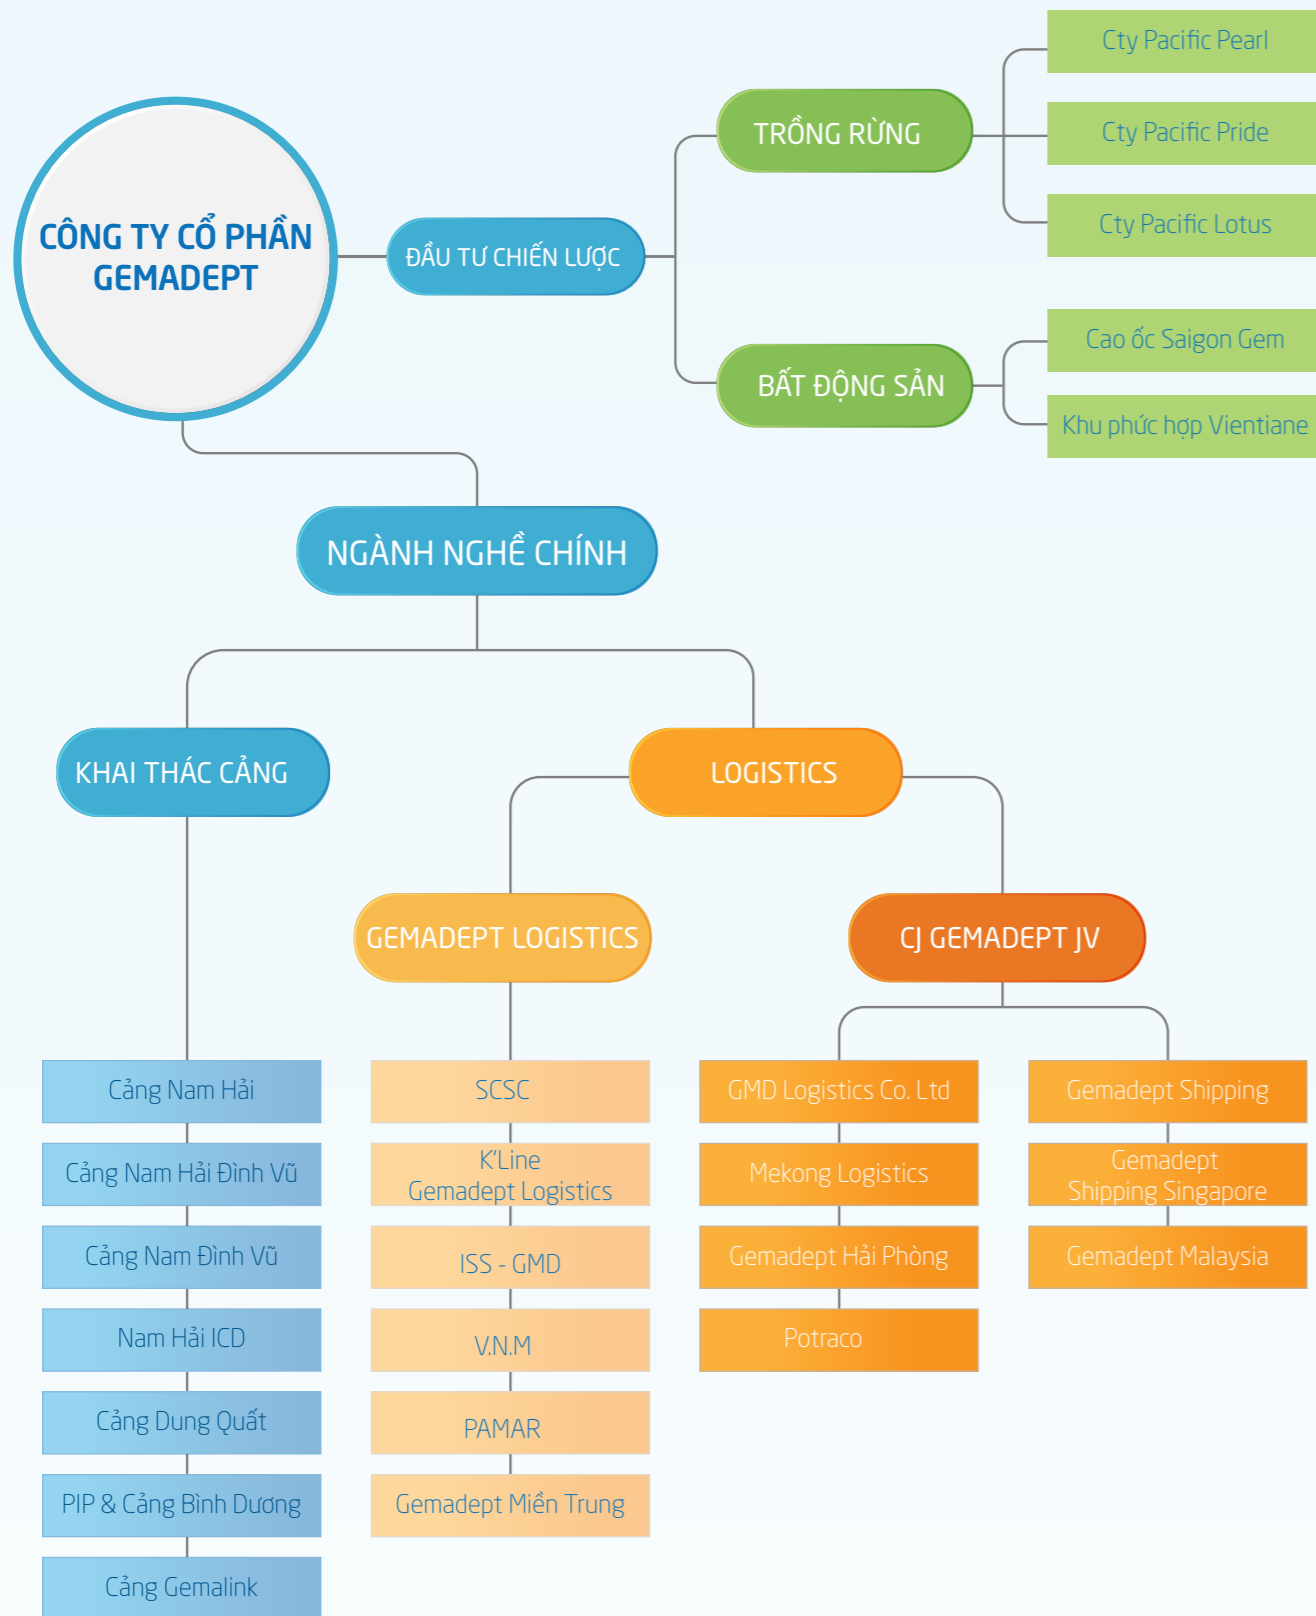 CÔNG TY CỔ PHẦN
GEMADEPT
ĐẦU TƯ CHIẾN LƯỢC
TRỒNG RỪNG
Cty Pacific Pearl
Cty Pacific Pride
Cty Pacific Lotus
BẤT ĐỘNG SẢN
Cao ốc Saigon Gem
Khu phức hợp Vientiane
NGÀNH NGHỀ CHÍNH
KHAI THÁC CẢNG
LOGISTICS
GEMADEPT LOGISTICS
CJ GEMADEPT JV
Cảng Nam Hải
Cảng Nam Hải Đình Vũ
Cảng Nam Đình Vũ
Nam Hải ICD
Cảng Dung Quất
PIP & Cảng Bình Dương
Cảng Gemalink
SCSC
K'Line
Gemadept Logistics
ISS - GMD
V.N.M
PAMAR
Gemadept Miền Trung
GMD Logistics Co. Ltd
Mekong Logistics
Gemadept Hải Phòng
Potraco
Gemadept Shipping
Gemadept
Shipping Singapore
Gemadept Malaysia